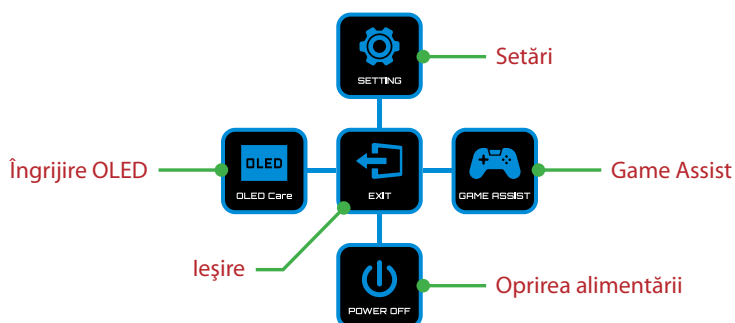 SETTING
Setări
OLED
OLED Care
Îngrijire OLED
EXIT
GAME ASSIST
Game Assist
Ieşire
POWER OFF
Oprirea alimentării